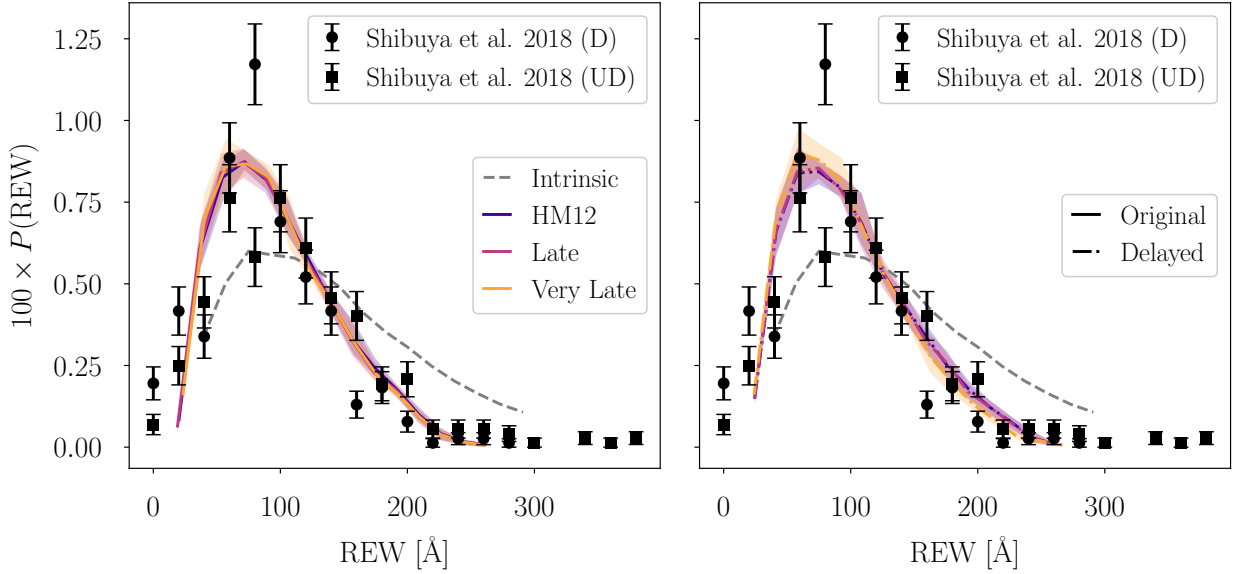 Shibuya et al. 2018 (D)
Shibuya et al. 2018 (UD)
Intrinsic
HM12
Late
Very Late
100 × P(REW)
1.25
1.00
0.75
0.50
0.25
0.00
0 100 200 300
REW [Å]
Shibuya et al. 2018 (D)
Shibuya et al. 2018 (UD)
Original
Delayed
0 100 200 300
REW [Å]